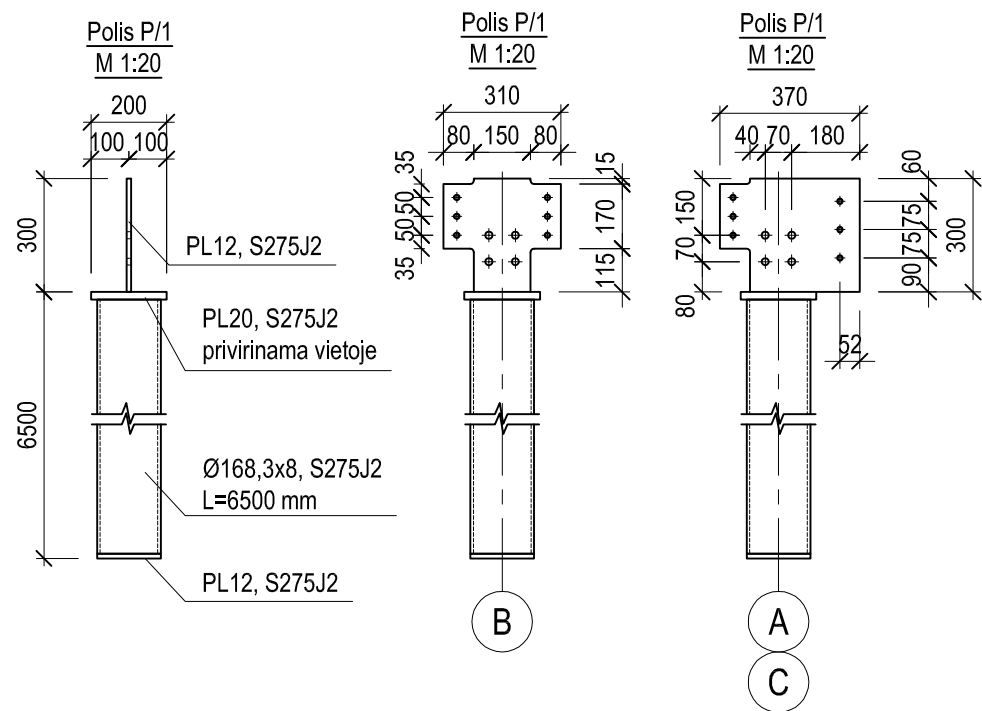 Polis P/1
M 1:20
200
100 100
300
6500
PL12, S275J2
PL20, S275J2
privirinama vietoje
Ø168,3x8, S275J2
L=6500 mm
PL12, S275J2
Polis P/1
M 1:20
310
80 150 80
35
50
50
35
15
170
115
B
Polis P/1
M 1:20
370
40 70 180
150
70
80
60
75
75
90
300
52
A
C